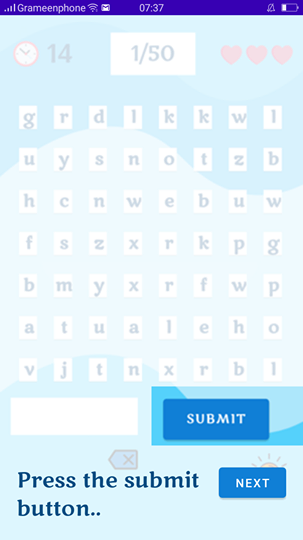 Grameenphone 07:37
14 1/50
g r d l k k w l
u y s n o t z b
h c n w e b u w
f s z x r k p g
b m y x r f w p
a t u a l e h o
v j t n x r b l
SUBMIT
Press the submit
button..
NEXT